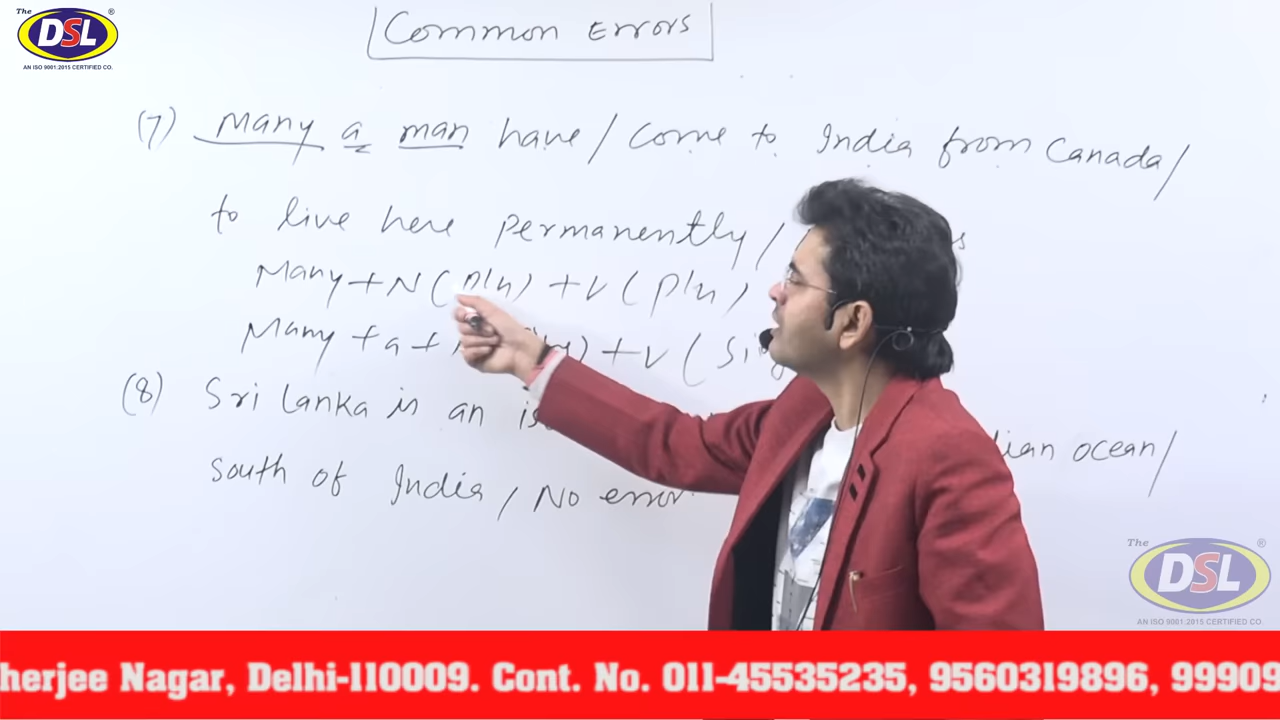 The
DSL
®
AN ISO 9001:2015 CERTIFIED CO.
Common Errors
(7) Many a man have / come to India from Canada /
to live here permanently /
Many + N (plu) + V (plu)
Many + a + + V (Sing
(8) Sri Lanka is an ocean /
South of India / No error
The
DSL
®
AN ISO 9001:2015 CERTIFIED CO.
Nagar, Delhi-110009. Cont. No. 011-45535235, 9560319896,